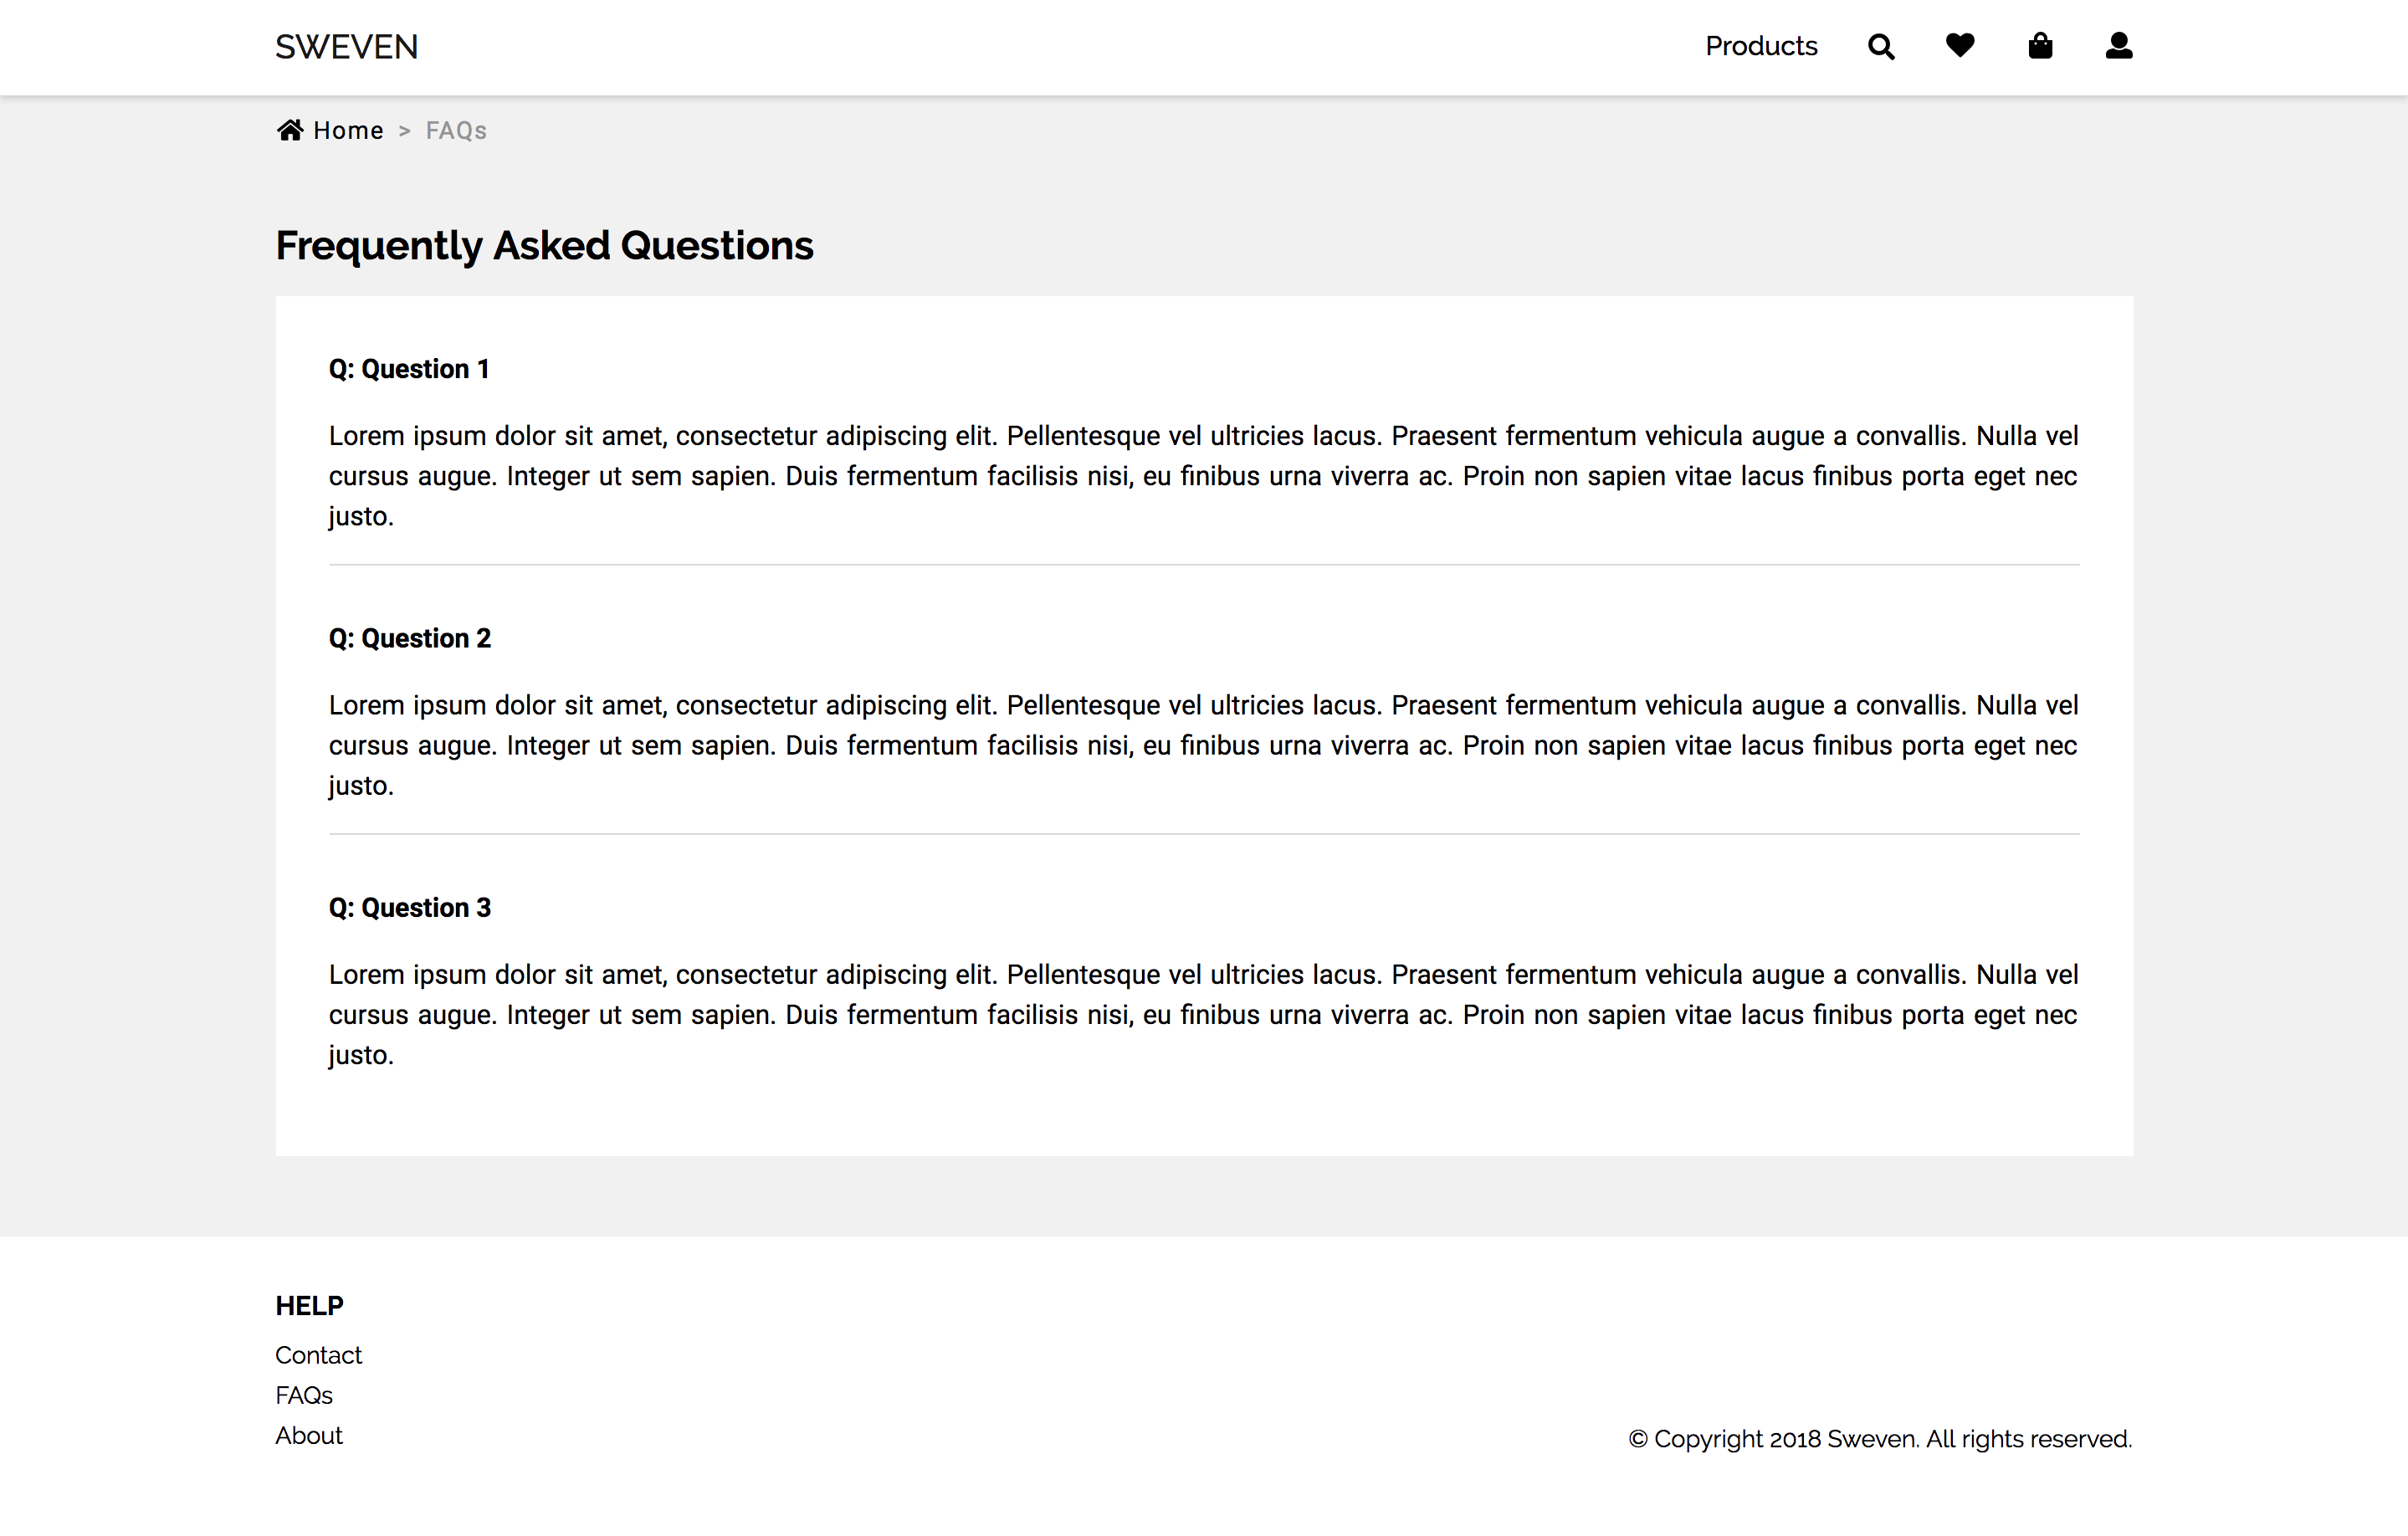 SWEVEN
Products
Home > FAQs
Frequently Asked Questions
Q: Question 1
Lorem ipsum dolor sit amet, consectetur adipiscing elit. Pellentesque vel ultricies lacus. Praesent fermentum vehicula augue a convallis. Nulla vel
cursus augue. Integer ut sem sapien. Duis fermentum facilisis nisi, eu finibus urna viverra ac. Proin non sapien vitae lacus finibus porta eget nec
justo.
Q: Question 2
Lorem ipsum dolor sit amet, consectetur adipiscing elit. Pellentesque vel ultricies lacus. Praesent fermentum vehicula augue a convallis. Nulla vel
cursus augue. Integer ut sem sapien. Duis fermentum facilisis nisi, eu finibus urna viverra ac. Proin non sapien vitae lacus finibus porta eget nec
justo.
Q: Question 3
Lorem ipsum dolor sit amet, consectetur adipiscing elit. Pellentesque vel ultricies lacus. Praesent fermentum vehicula augue a convallis. Nulla vel
cursus augue. Integer ut sem sapien. Duis fermentum facilisis nisi, eu finibus urna viverra ac. Proin non sapien vitae lacus finibus porta eget nec
justo.
HELP
Contact
FAQs
About
© Copyright 2018 Sweven. All rights reserved.